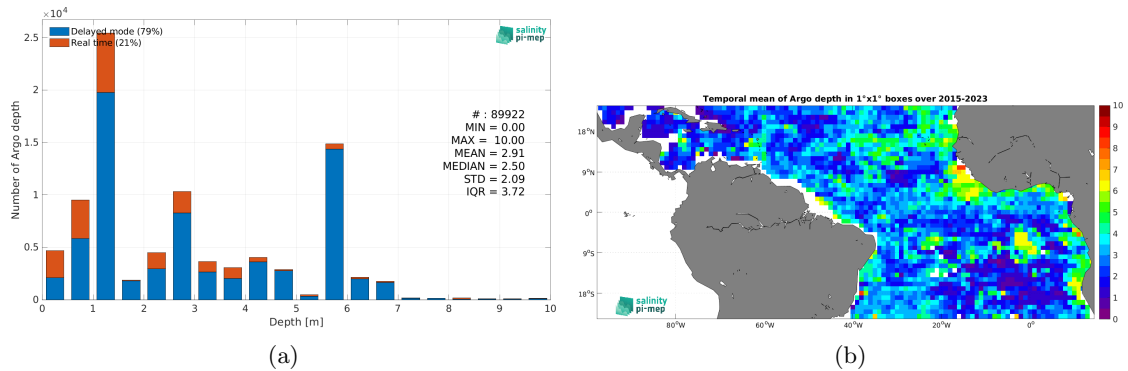 ×10⁴
Delayed mode (79%)
Real time (21%)
salinity
pi-mep
2.5
2
1.5
1
0.5
0
Number of Argo depth
# : 89922
MIN = 0.00
MAX = 10.00
MEAN = 2.91
MEDIAN = 2.50
STD = 2.09
IQR = 3.72
0 1 2 3 4 5 6 7 8 9 10
Depth [m]
(a)
Temporal mean of Argo depth in 1°x1° boxes over 2015-2023
18°N
9°N
0°
9°S
18°S
80°W 60°W 40°W 20°W 0°
salinity
pi-mep
10
9
8
7
6
5
4
3
2
1
0
(b)